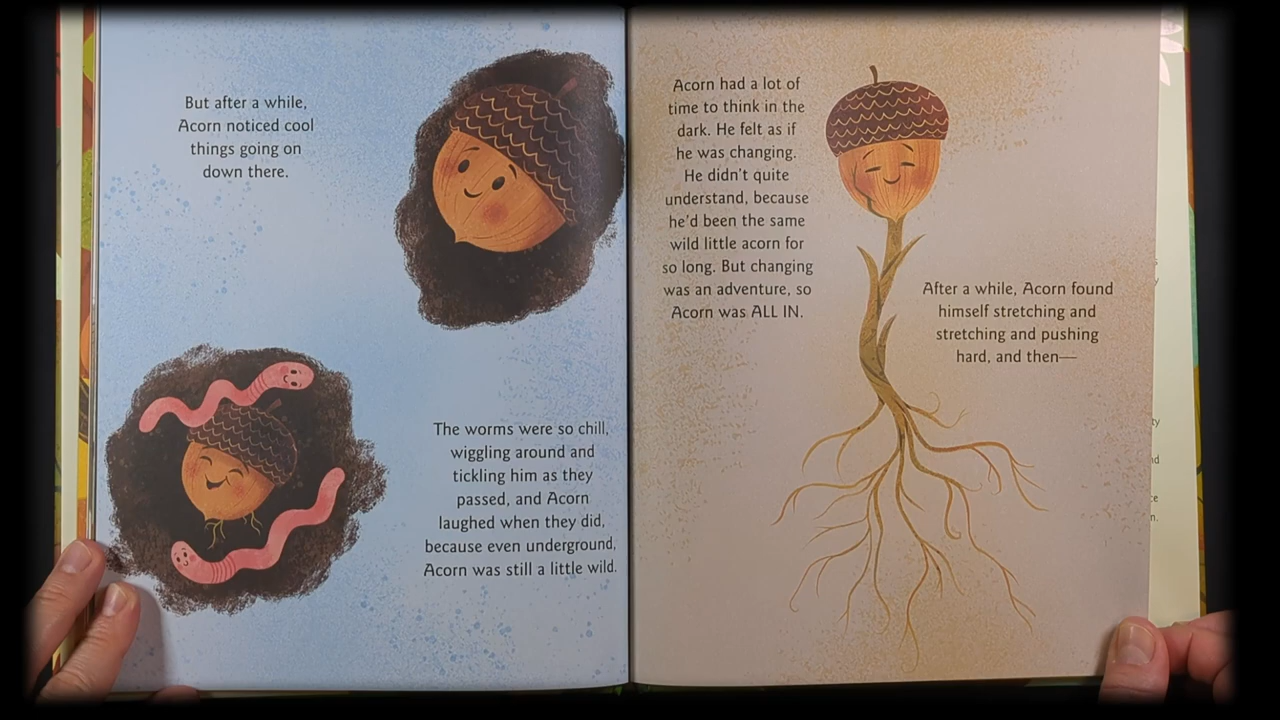 But after a while,
Acorn noticed cool
things going on
down there.
The worms were so chill,
wiggling around and
tickling him as they
passed, and Acorn
laughed when they did,
because even underground,
Acorn was still a little wild.
Acorn had a lot of
time to think in the
dark. He felt as if
he was changing.
He didn't quite
understand, because
he'd been the same
wild little acorn for
so long. But changing
was an adventure, so
Acorn was ALL IN.
After a while, Acorn found
himself stretching and
stretching and pushing
hard, and then—